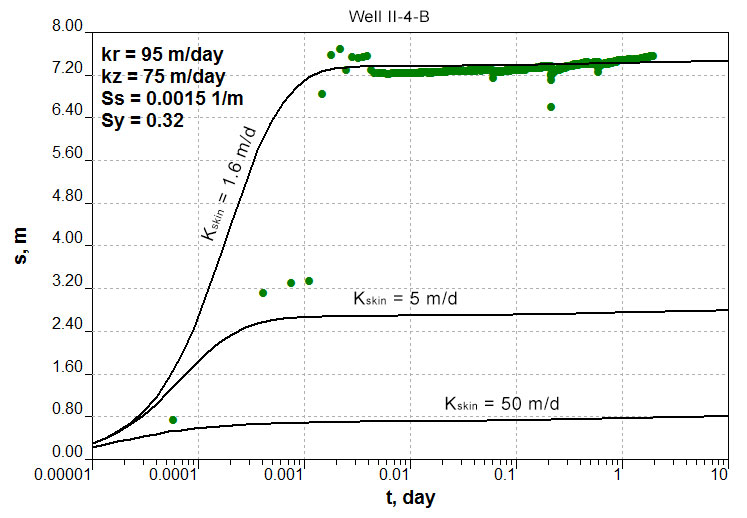 Well II-4-B
8.00
7.20
6.40
5.60
4.80
4.00
3.20
2.40
1.60
0.80
0.00
s, m
kr = 95 m/day
kz = 75 m/day
Ss = 0.0015 1/m
Sy = 0.32
Kskin = 1.6 m/d
Kskin = 5 m/d
Kskin = 50 m/d
0.00001 0.0001 0.001 0.01 0.1 1 10
t, day